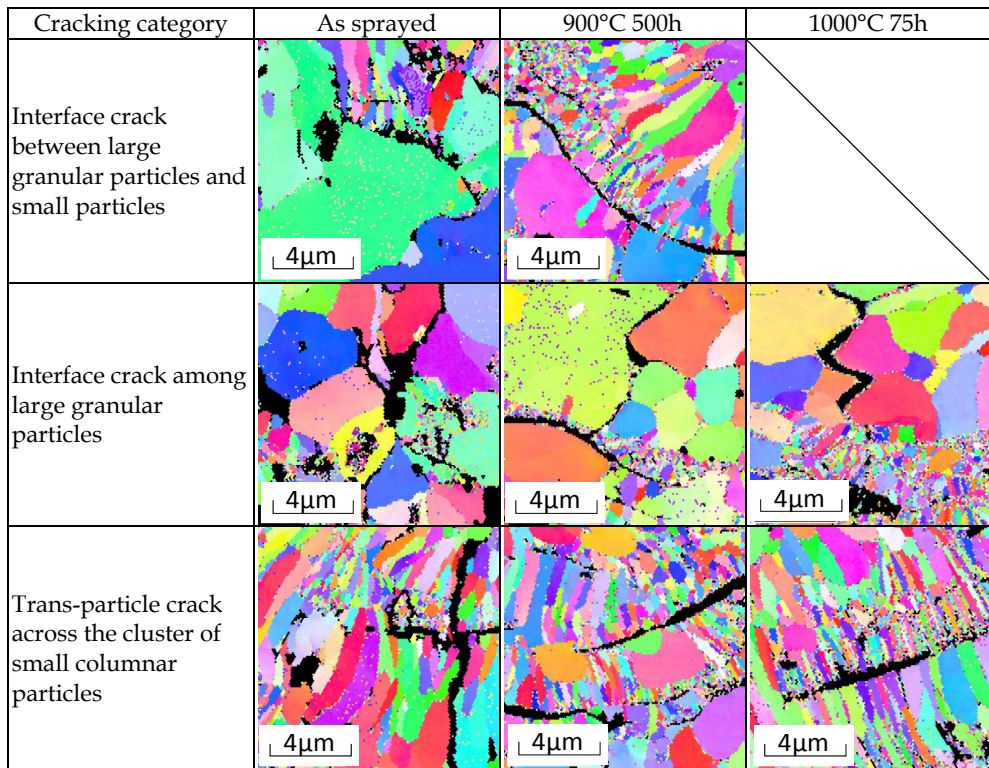 Cracking category
As sprayed
900°C 500h
1000°C 75h
Interface crack
between large
granular particles and
small particles
4μm
4μm
Interface crack among
large granular
particles
4μm
4μm
4μm
Trans-particle crack
across the cluster of
small columnar
particles
4μm
4μm
4μm